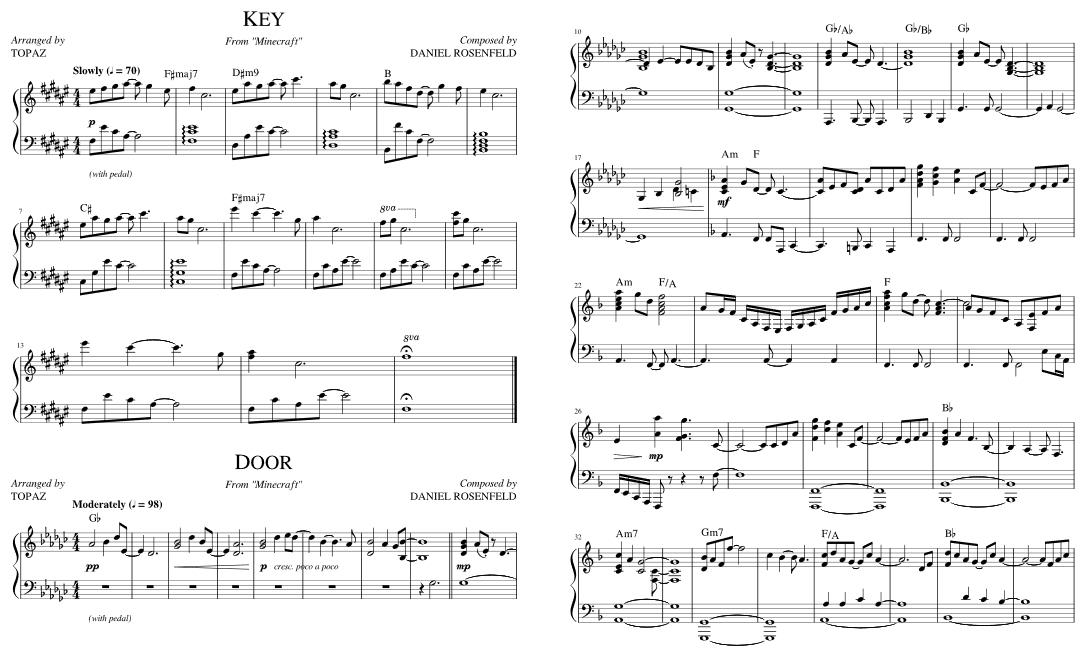 KEY
Arranged by
TOPAZ
From "Minecraft"
Composed by
DANIEL ROSENFELD
Slowly (♩ = 70)
F♯maj7 D♯m9 B
p
(with pedal)
7
C♯ F♯maj7 8va
13
8va
DOOR
Arranged by
TOPAZ
From "Minecraft"
Composed by
DANIEL ROSENFELD
Moderately (♩ = 98)
G♭
pp p cresc. poco a poco mp
(with pedal)
10
G♭/A♭ G♭/B♭ G♭
17
Am F
mf
22
Am F/A F
26
B♭
mp
32
Am7 Gm7 F/A B♭